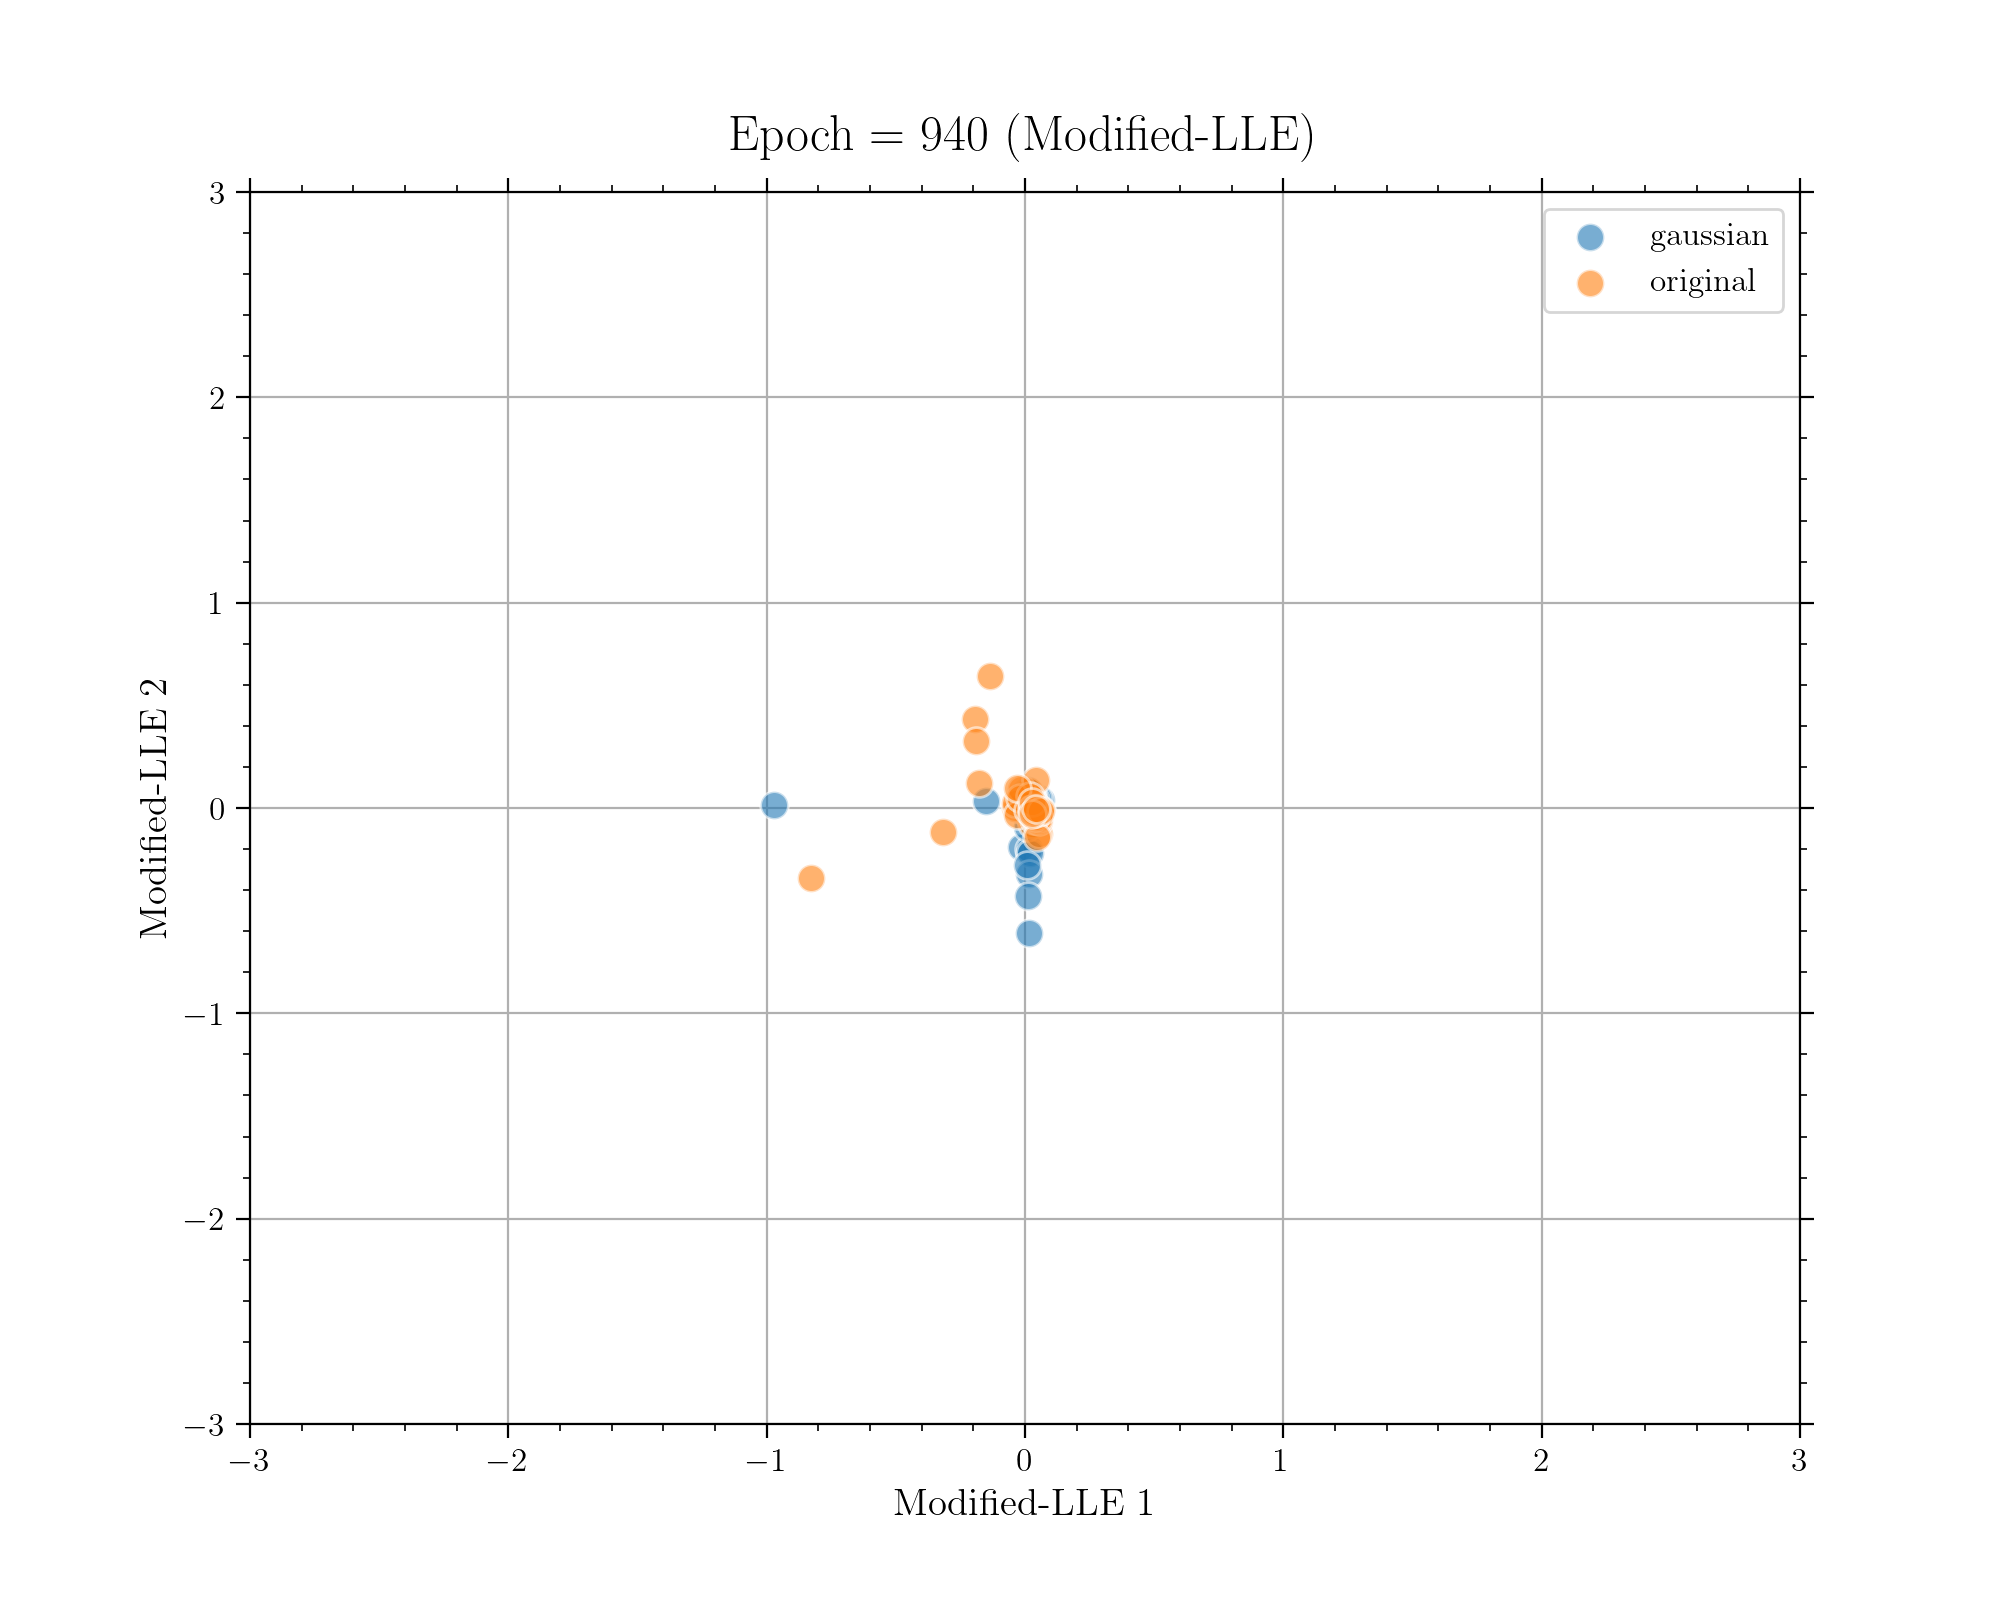 Epoch = 940 (Modified-LLE)
gaussian
original
3
2
1
0
−1
−2
−3
Modified-LLE 2
−3 −2 −1 0 1 2 3
Modified-LLE 1